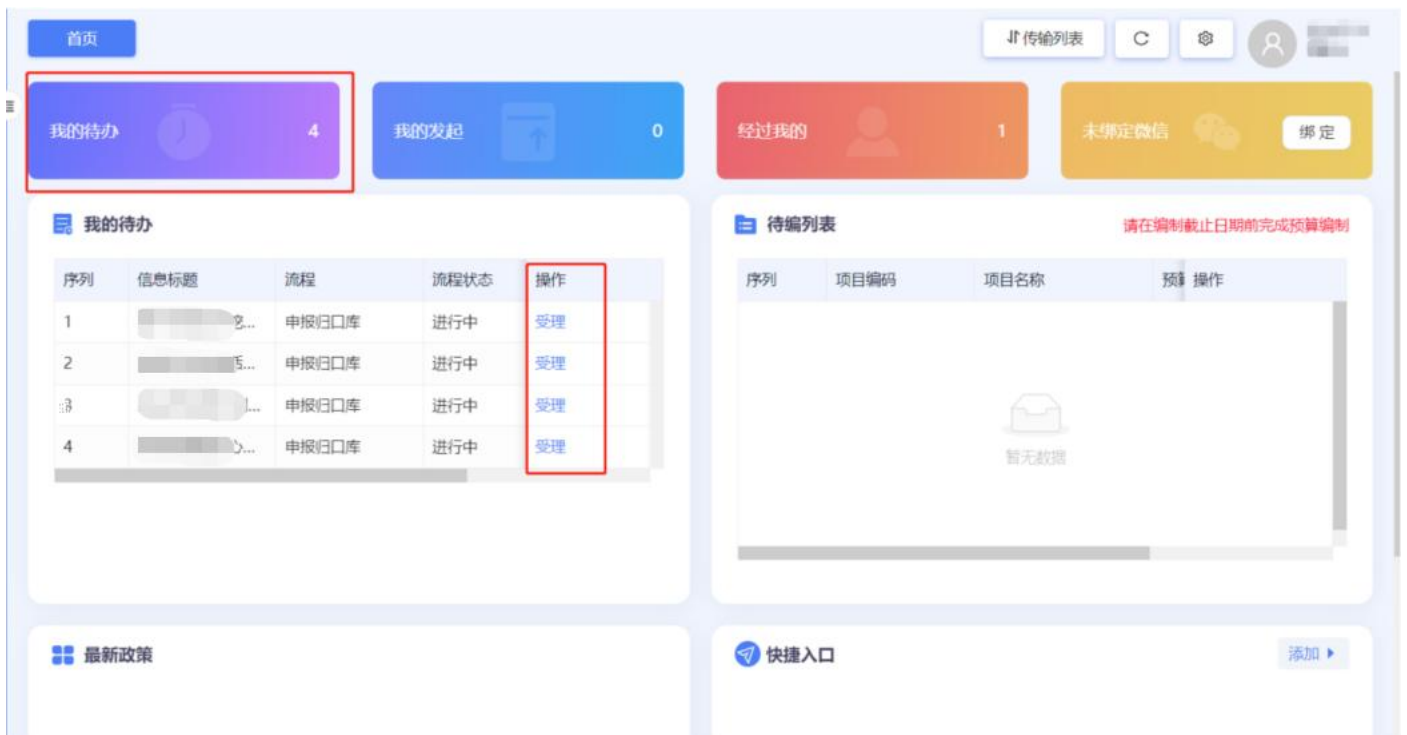 首页
传输列表
我的待办 4
我的发起 0
经过我的 1
未绑定微信 绑定
我的待办
序列 信息标题 流程 流程状态 操作
1 ... 申报归口库 进行中 受理
2 ... 申报归口库 进行中 受理
3 ... 申报归口库 进行中 受理
4 ... 申报归口库 进行中 受理
待编列表 请在编制截止日期前完成预算编制
序列 项目编码 项目名称 预 操作
暂无数据
最新政策
快捷入口 添加